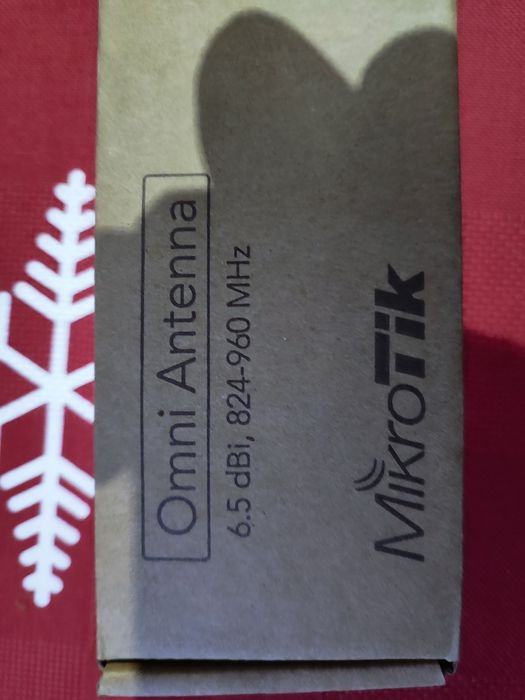 Omni Antenna
6.5 dBi, 824-960 MHz
MikroTik